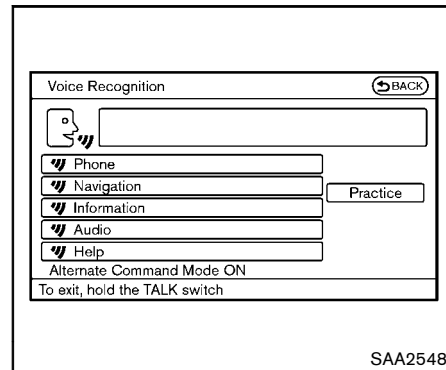 Voice Recognition
BACK
Phone
Navigation
Practice
Information
Audio
Help
Alternate Command Mode ON
To exit, hold the TALK switch
SAA2548